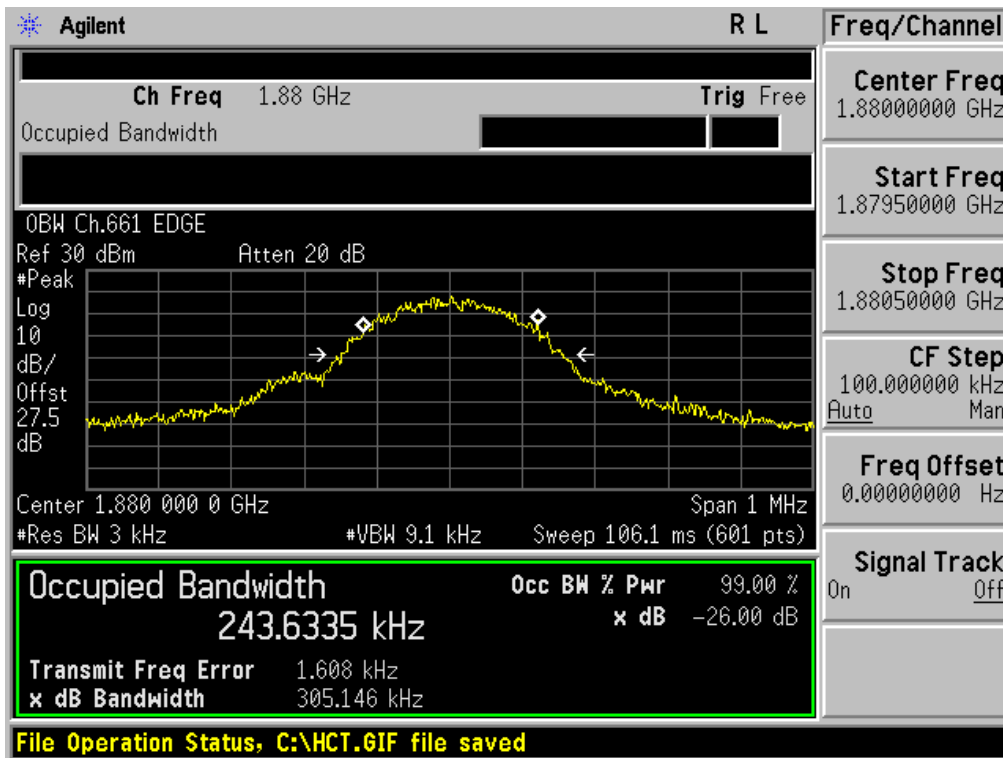 Agilent R L Freq/Channel
Ch Freq 1.88 GHz Trig Free
Occupied Bandwidth
Center Freq
1.88000000 GHz
Start Freq
1.87950000 GHz
Stop Freq
1.88050000 GHz
CF Step
100.000000 kHz
Auto Man
Freq Offset
0.00000000 Hz
Signal Track
On Off
OBW Ch.661 EDGE
Ref 30 dBm Atten 20 dB
#Peak
Log
10
dB/
Offst
27.5
dB
Center 1.880 000 0 GHz Span 1 MHz
#Res BW 3 kHz #VBW 9.1 kHz Sweep 106.1 ms (601 pts)
Occupied Bandwidth Occ BW % Pwr 99.00 %
243.6335 kHz x dB -26.00 dB
Transmit Freq Error 1.608 kHz
x dB Bandwidth 305.146 kHz
File Operation Status, C:\HCT.GIF file saved